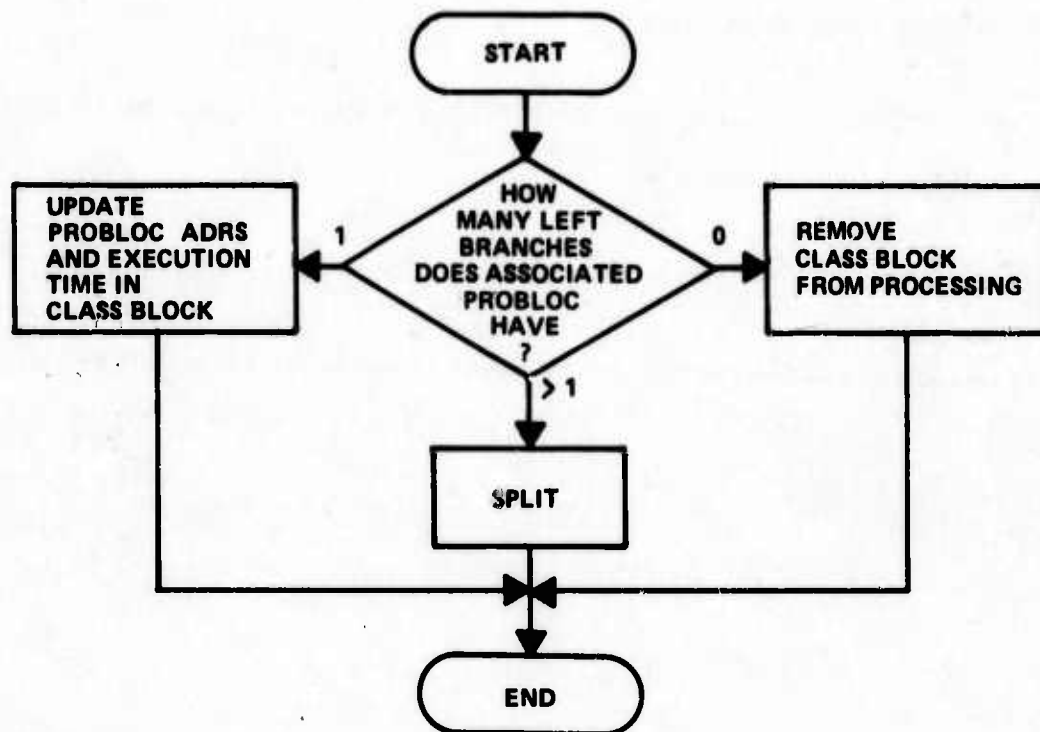 START
HOW
MANY LEFT
BRANCHES
DOES ASSOCIATED
PROBLOC
HAVE
?
1
0
> 1
UPDATE
PROBLOC ADRS
AND EXECUTION
TIME IN
CLASS BLOCK
REMOVE
CLASS BLOCK
FROM PROCESSING
SPLIT
END